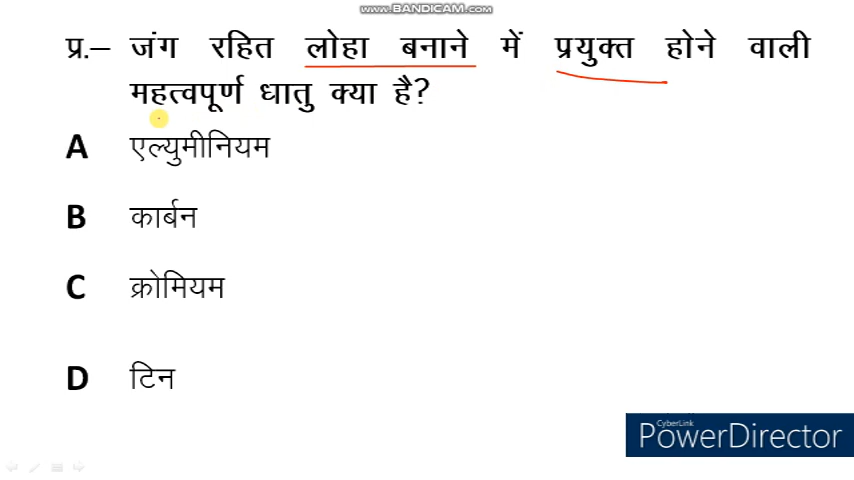 www.BANDICAM.com
प्र.– जंग रहित लोहा बनाने में प्रयुक्त होने वाली
महत्वपूर्ण धातु क्या है?
A एल्युमीनियम
B कार्बन
C क्रोमियम
D टिन
CyberLink
PowerDirector